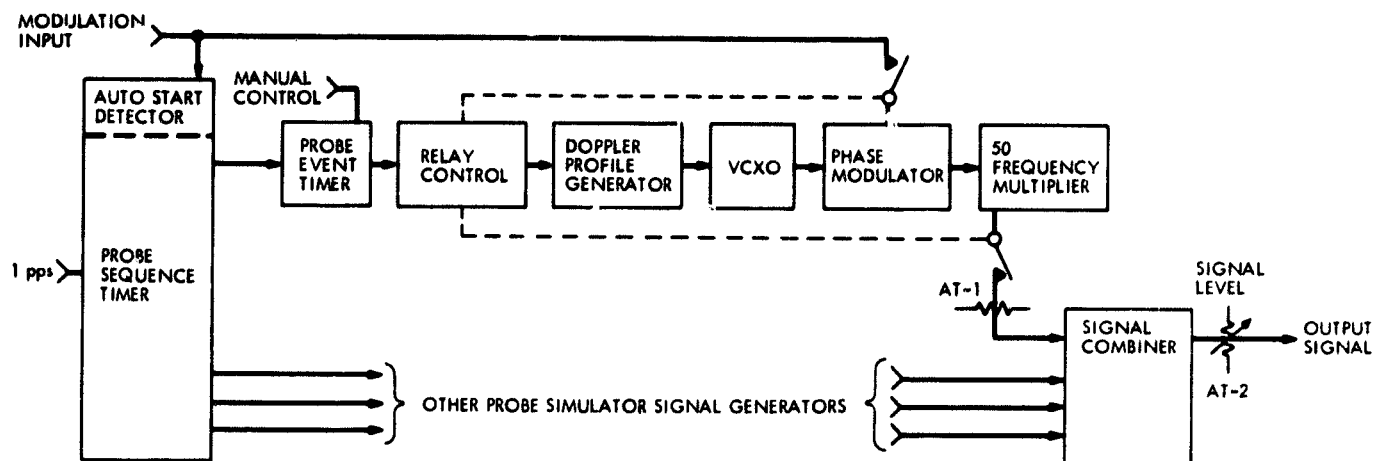 MODULATION
INPUT
AUTO START
DETECTOR
MANUAL
CONTROL
PROBE
EVENT
TIMER
RELAY
CONTROL
DOPPLER
PROFILE
GENERATOR
VCXO
PHASE
MODULATOR
50
FREQUENCY
MULTIPLIER
1 pps
PROBE
SEQUENCE
TIMER
AT-1
SIGNAL
COMBINER
SIGNAL
LEVEL
OUTPUT
SIGNAL
AT-2
OTHER PROBE SIMULATOR SIGNAL GENERATORS